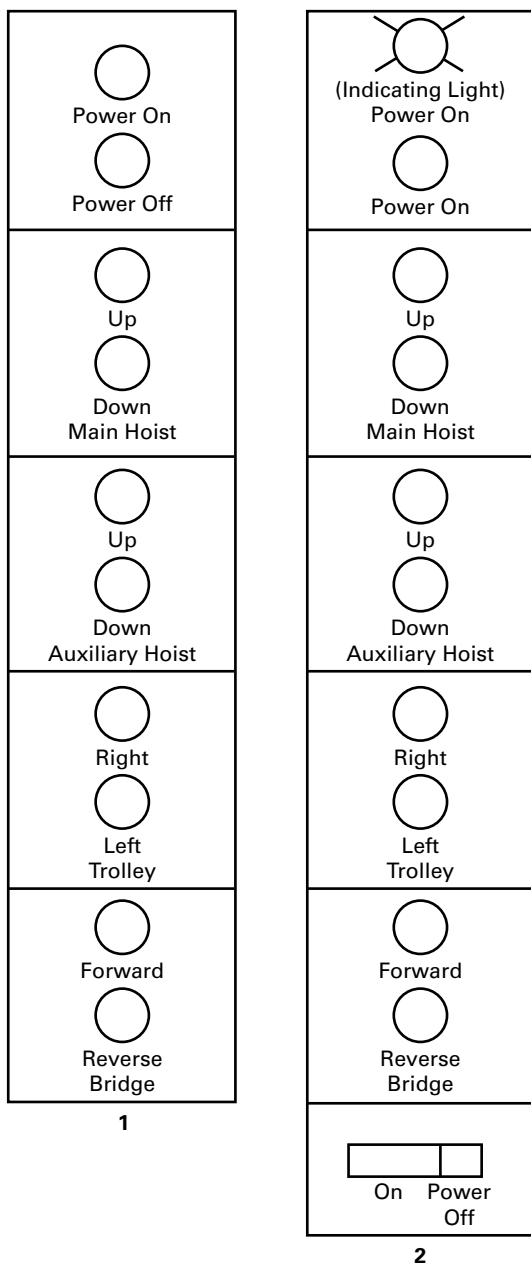 Power On
Power Off
Up
Down
Main Hoist
Up
Down
Auxiliary Hoist
Right
Left
Trolley
Forward
Reverse
Bridge
1
(Indicating Light)
Power On
Power On
Up
Down
Main Hoist
Up
Down
Auxiliary Hoist
Right
Left
Trolley
Forward
Reverse
Bridge
On Power
Off
2